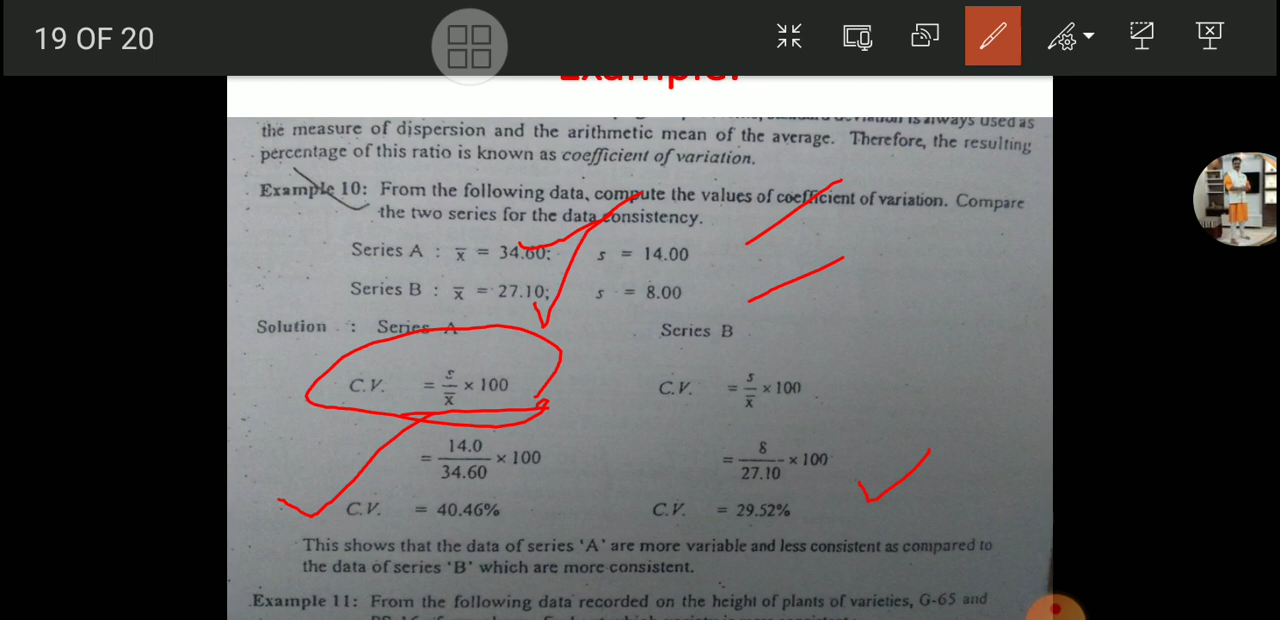 19 OF 20
Example:
the measure of dispersion and the arithmetic mean of the average. Therefore, the resulting
percentage of this ratio is known as coefficient of variation.
Example 10: From the following data, compute the values of coefficient of variation. Compare
the two series for the data consistency.
Series A : x̄ = 34.60; s = 14.00
Series B : x̄ = 27.10; s = 8.00
Solution : Series A Series B
C.V. = s/x̄ × 100 C.V. = s/x̄ × 100
= 14.0/34.60 × 100 = 8/27.10 × 100
C.V. = 40.46% C.V. = 29.52%
This shows that the data of series 'A' are more variable and less consistent as compared to
the data of series 'B' which are more consistent.
Example 11: From the following data recorded on the height of plants of varieties, G-65 and